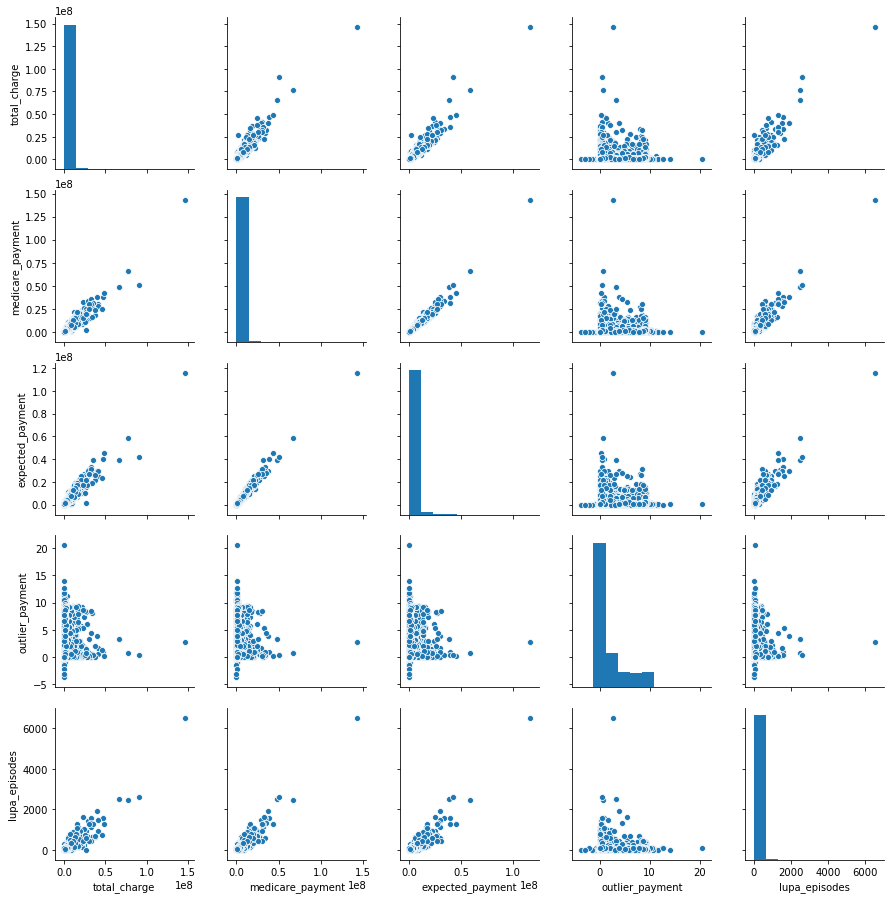 1e8
1.50
1.25
1.00
0.75
0.50
0.25
0.00
total_charge
1e8
1.50
1.25
1.00
0.75
0.50
0.25
0.00
medicare_payment
1e8
1.2
1.0
0.8
0.6
0.4
0.2
0.0
expected_payment
20
15
10
5
0
−5
outlier_payment
6000
4000
2000
0
lupa_episodes
0.0 0.5 1.0 1.5
total_charge 1e8
0.0 0.5 1.0 1.5
medicare_payment 1e8
0.0 0.5 1.0
expected_payment 1e8
0 10 20
outlier_payment
0 2000 4000 6000
lupa_episodes